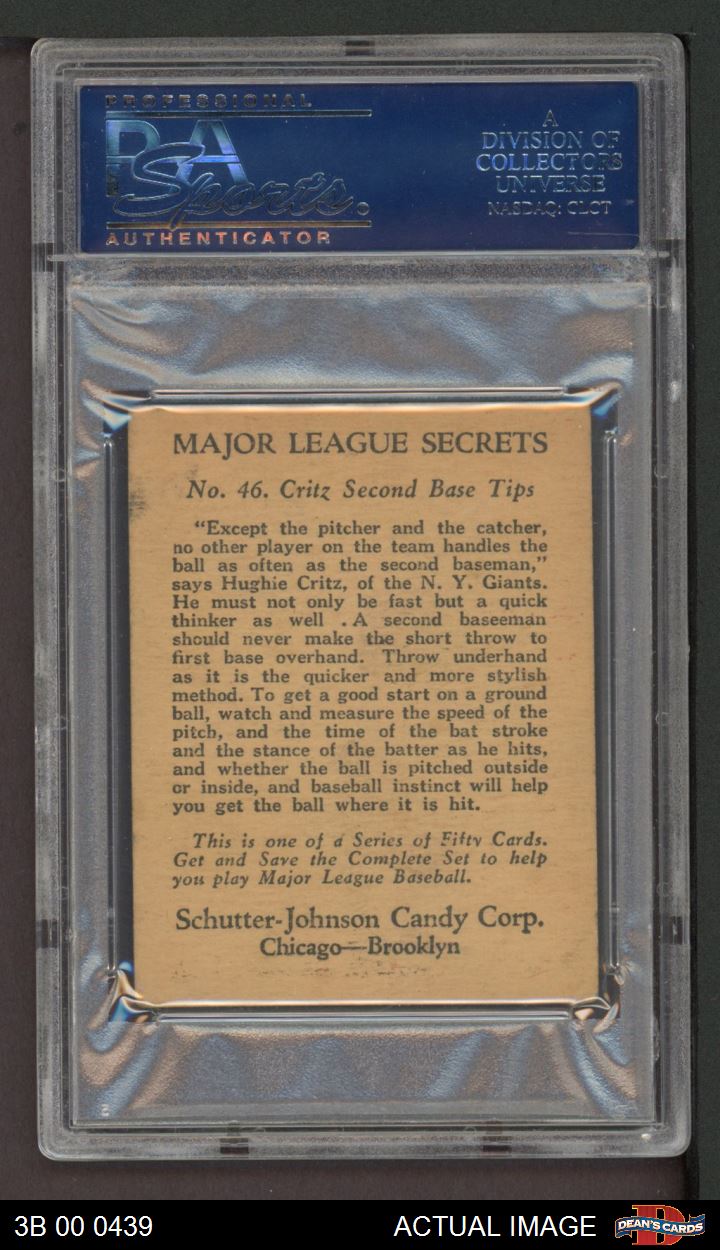 PROFESSIONAL
PSA
Sports.
AUTHENTICATOR
A
DIVISION OF
COLLECTORS
UNIVERSE
NASDAQ: CLCT
MAJOR LEAGUE SECRETS
No. 46. Critz Second Base Tips
"Except the pitcher and the catcher,
no other player on the team handles the
ball as often as the second baseman,"
says Hughie Critz, of the N. Y. Giants.
He must not only be fast but a quick
thinker as well . A second baseeman
should never make the short throw to
first base overhand. Throw underhand
as it is the quicker and more stylish
method. To get a good start on a ground
ball, watch and measure the speed of the
pitch, and the time of the bat stroke
and the stance of the batter as he hits,
and whether the ball is pitched outside
or inside, and baseball instinct will help
you get the ball where it is hit.
This is one of a Series of Fifty Cards.
Get and Save the Complete Set to help
you play Major League Baseball.
Schutter-Johnson Candy Corp.
Chicago—Brooklyn
2
3B 00 0439
ACTUAL IMAGE
D
DEAN'S CARDS